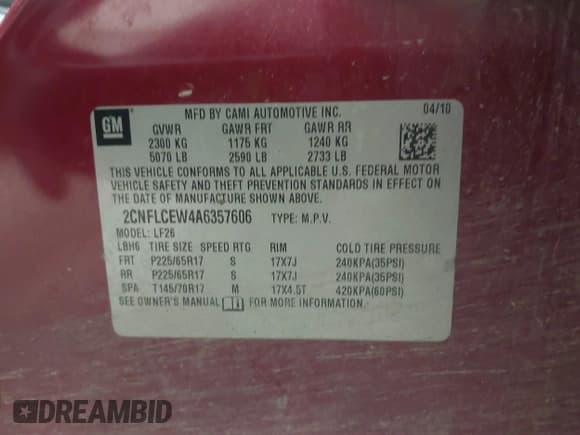 GM
MFD BY CAMI AUTOMOTIVE INC. 04/10
GVWR GAWR FRT GAWR RR
2300 KG 1175 KG 1240 KG
5070 LB 2590 LB 2733 LB
THIS VEHICLE CONFORMS TO ALL APPLICABLE U.S. FEDERAL MOTOR
VEHICLE SAFETY AND THEFT PREVENTION STANDARDS IN EFFECT ON
THE DATE OF MANUFACTURE SHOWN ABOVE.
2CNFLCEW4A6357606 TYPE: M.P.V.
MODEL: LF26
LBH6 TIRE SIZE SPEED RTG RIM COLD TIRE PRESSURE
FRT P225/65R17 S 17X7J 240KPA(35PSI)
RR P225/65R17 S 17X7J 240KPA(35PSI)
SPA T145/70R17 M 17X4.5T 420KPA(60PSI)
SEE OWNER'S MANUAL FOR MORE INFORMATION.
DREAMBID